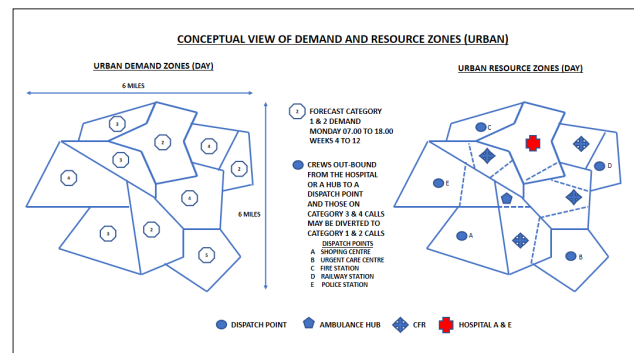 CONCEPTUAL VIEW OF DEMAND AND RESOURCE ZONES (URBAN)
URBAN DEMAND ZONES (DAY)
URBAN RESOURCE ZONES (DAY)
6 MILES
6 MILES
3
2
4
3
2
4
4
3
2
5
2
FORECAST CATEGORY
1 & 2 DEMAND
MONDAY 07.00 TO 18.00
WEEKS 4 TO 12
CREWS OUT-BOUND
FROM THE HOSPITAL
OR A HUB TO A
DISPATCH POINT
AND THOSE ON
CATEGORY 3 & 4 CALLS
MAY BE DIVERTED TO
CATEGORY 1 & 2 CALLS
DISPATCH POINTS
A SHOPING CENTRE
B URGENT CARE CENTRE
C FIRE STATION
D RAILWAY STATION
E POLICE STATION
C
D
E
A
B
DISPATCH POINT
AMBULANCE HUB
CFR
HOSPITAL A & E